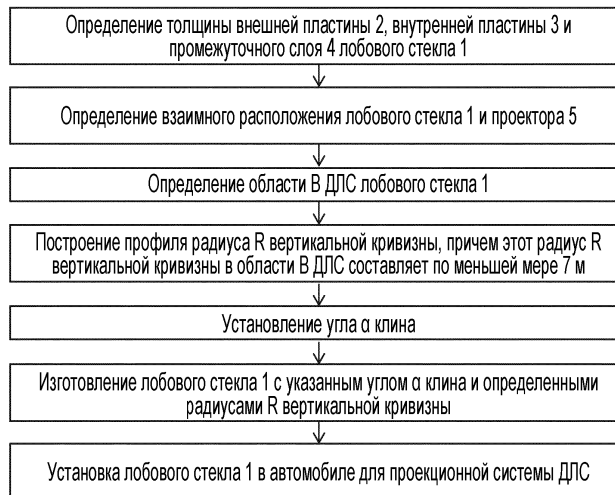 Определение толщины внешней пластины 2, внутренней пластины 3 и
промежуточного слоя 4 лобового стекла 1
Определение взаимного расположения лобового стекла 1 и проектора 5
Определение области В ДЛС лобового стекла 1
Построение профиля радиуса R вертикальной кривизны, причем этот радиус R
вертикальной кривизны в области В ДЛС составляет по меньшей мере 7 м
Установление угла α клина
Изготовление лобового стекла 1 с указанным углом α клина и определенными
радиусами R вертикальной кривизны
Установка лобового стекла 1 в автомобиле для проекционной системы ДЛС